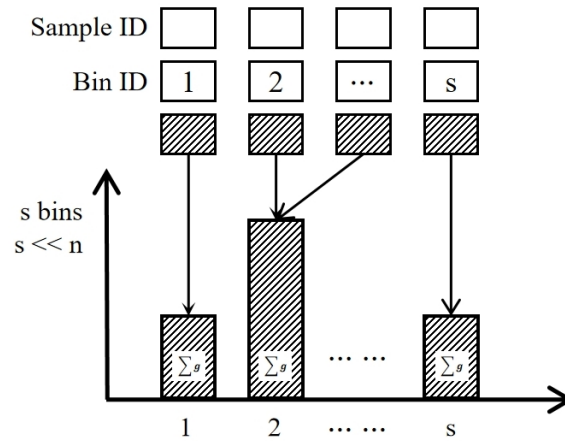 Sample ID
Bin ID 1 2 ... s
s bins
s << n
∑g ∑g ... ... ∑g
1 2 ... ... s